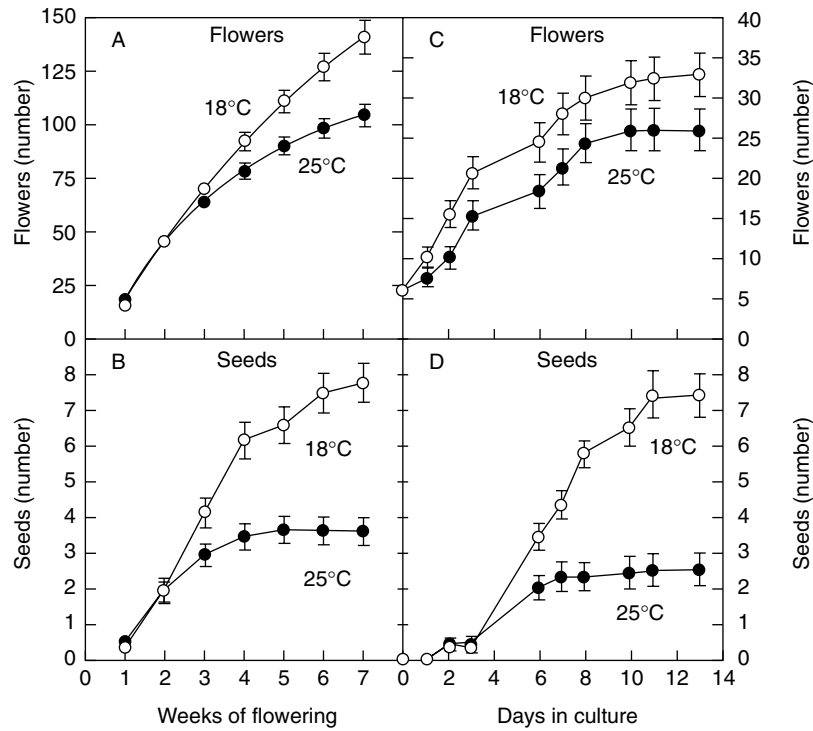 A Flowers
18°C
25°C
Flowers (number)
150
125
100
75
50
25
0
C Flowers
18°C
25°C
Flowers (number)
40
35
30
25
20
15
10
5
0
B Seeds
18°C
25°C
Seeds (number)
8
7
6
5
4
3
2
1
0
0 1 2 3 4 5 6 7
Weeks of flowering
D Seeds
18°C
25°C
Seeds (number)
8
7
6
5
4
3
2
1
0
0 2 4 6 8 10 12 14
Days in culture